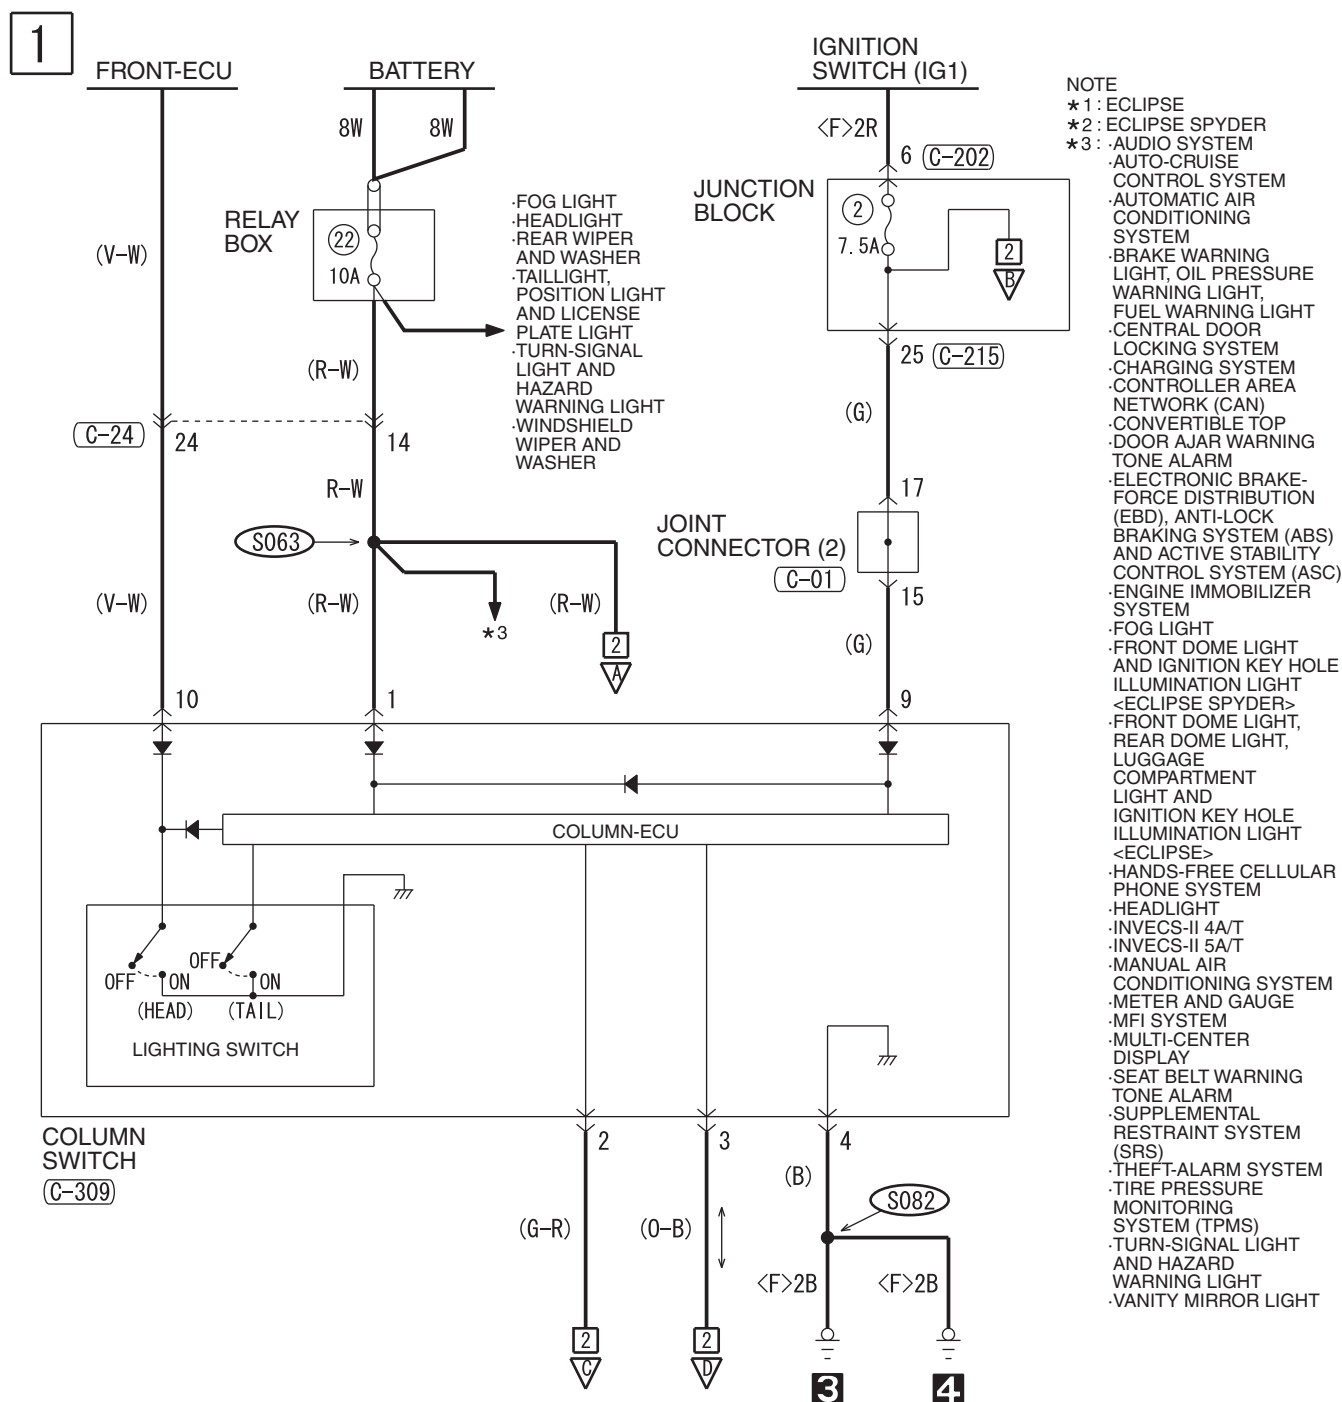 1
FRONT-ECU
BATTERY
IGNITION
SWITCH (IG1)
8W
8W
<F>2R
6
C-202
JUNCTION
BLOCK
2
7.5A
2
B
25
C-215
RELAY
BOX
22
10A
(V-W)
(R-W)
·FOG LIGHT
·HEADLIGHT
·REAR WIPER
AND WASHER
·TAILLIGHT,
POSITION LIGHT
AND LICENSE
PLATE LIGHT
·TURN-SIGNAL
LIGHT AND
HAZARD
WARNING LIGHT
·WINDSHIELD
WIPER AND
WASHER
C-24
24
14
R-W
(G)
17
JOINT
CONNECTOR (2)
C-01
15
S063
(V-W)
(R-W)
*3
(R-W)
2
A
(G)
10
1
9
COLUMN-ECU
OFF
ON
(HEAD)
OFF
ON
(TAIL)
LIGHTING SWITCH
COLUMN
SWITCH
C-309
2
3
4
(G-R)
(O-B)
(B)
S082
<F>2B
<F>2B
2
C
2
D
3
4
NOTE
*1: ECLIPSE
*2: ECLIPSE SPYDER
*3: ·AUDIO SYSTEM
·AUTO-CRUISE
CONTROL SYSTEM
·AUTOMATIC AIR
CONDITIONING
SYSTEM
·BRAKE WARNING
LIGHT, OIL PRESSURE
WARNING LIGHT,
FUEL WARNING LIGHT
·CENTRAL DOOR
LOCKING SYSTEM
·CHARGING SYSTEM
·CONTROLLER AREA
NETWORK (CAN)
·CONVERTIBLE TOP
·DOOR AJAR WARNING
TONE ALARM
·ELECTRONIC BRAKE-
FORCE DISTRIBUTION
(EBD), ANTI-LOCK
BRAKING SYSTEM (ABS)
AND ACTIVE STABILITY
CONTROL SYSTEM (ASC)
·ENGINE IMMOBILIZER
SYSTEM
·FOG LIGHT
·FRONT DOME LIGHT
AND IGNITION KEY HOLE
ILLUMINATION LIGHT
<ECLIPSE SPYDER>
·FRONT DOME LIGHT,
REAR DOME LIGHT,
LUGGAGE
COMPARTMENT
LIGHT AND
IGNITION KEY HOLE
ILLUMINATION LIGHT
<ECLIPSE>
·HANDS-FREE CELLULAR
PHONE SYSTEM
·HEADLIGHT
·INVECS-II 4A/T
·INVECS-II 5A/T
·MANUAL AIR
CONDITIONING SYSTEM
·METER AND GAUGE
·MFI SYSTEM
·MULTI-CENTER
DISPLAY
·SEAT BELT WARNING
TONE ALARM
·SUPPLEMENTAL
RESTRAINT SYSTEM
(SRS)
·THEFT-ALARM SYSTEM
·TIRE PRESSURE
MONITORING
SYSTEM (TPMS)
·TURN-SIGNAL LIGHT
AND HAZARD
WARNING LIGHT
·VANITY MIRROR LIGHT